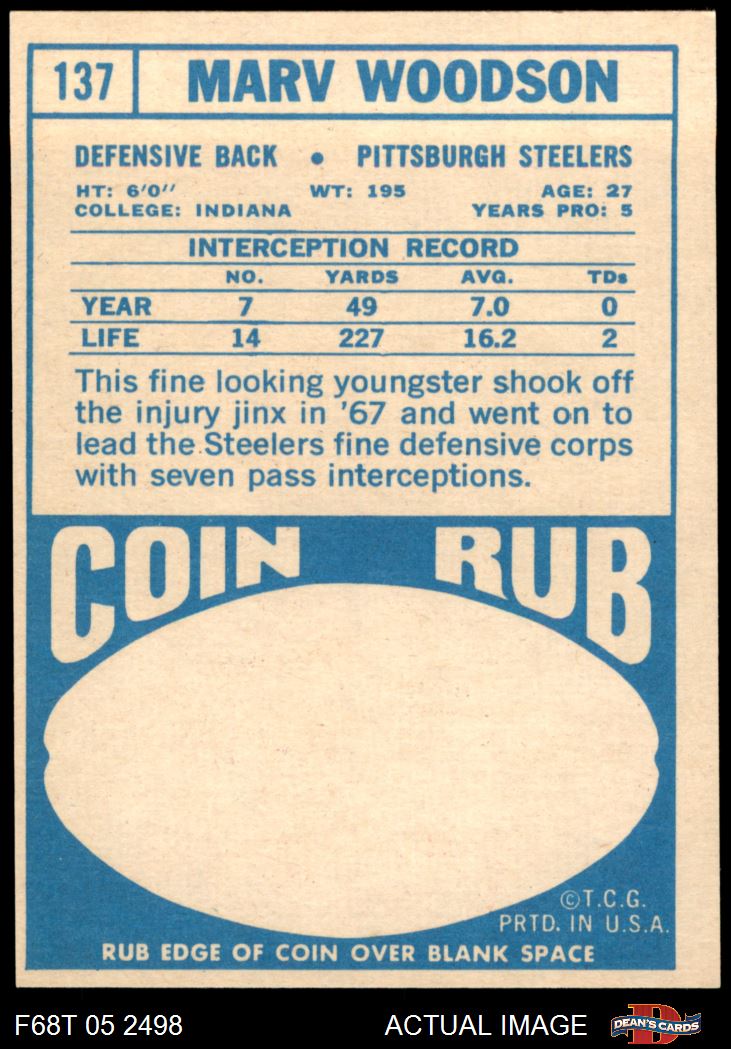 137 MARV WOODSON
DEFENSIVE BACK • PITTSBURGH STEELERS
HT: 6'0" WT: 195 AGE: 27
COLLEGE: INDIANA YEARS PRO: 5
INTERCEPTION RECORD
NO. YARDS AVG. TDs
YEAR 7 49 7.0 0
LIFE 14 227 16.2 2
This fine looking youngster shook off
the injury jinx in '67 and went on to
lead the Steelers fine defensive corps
with seven pass interceptions.
COIN RUB
©T.C.G.
PRTD. IN U.S.A.
RUB EDGE OF COIN OVER BLANK SPACE
F68T 05 2498 ACTUAL IMAGE D DEAN'S CARDS